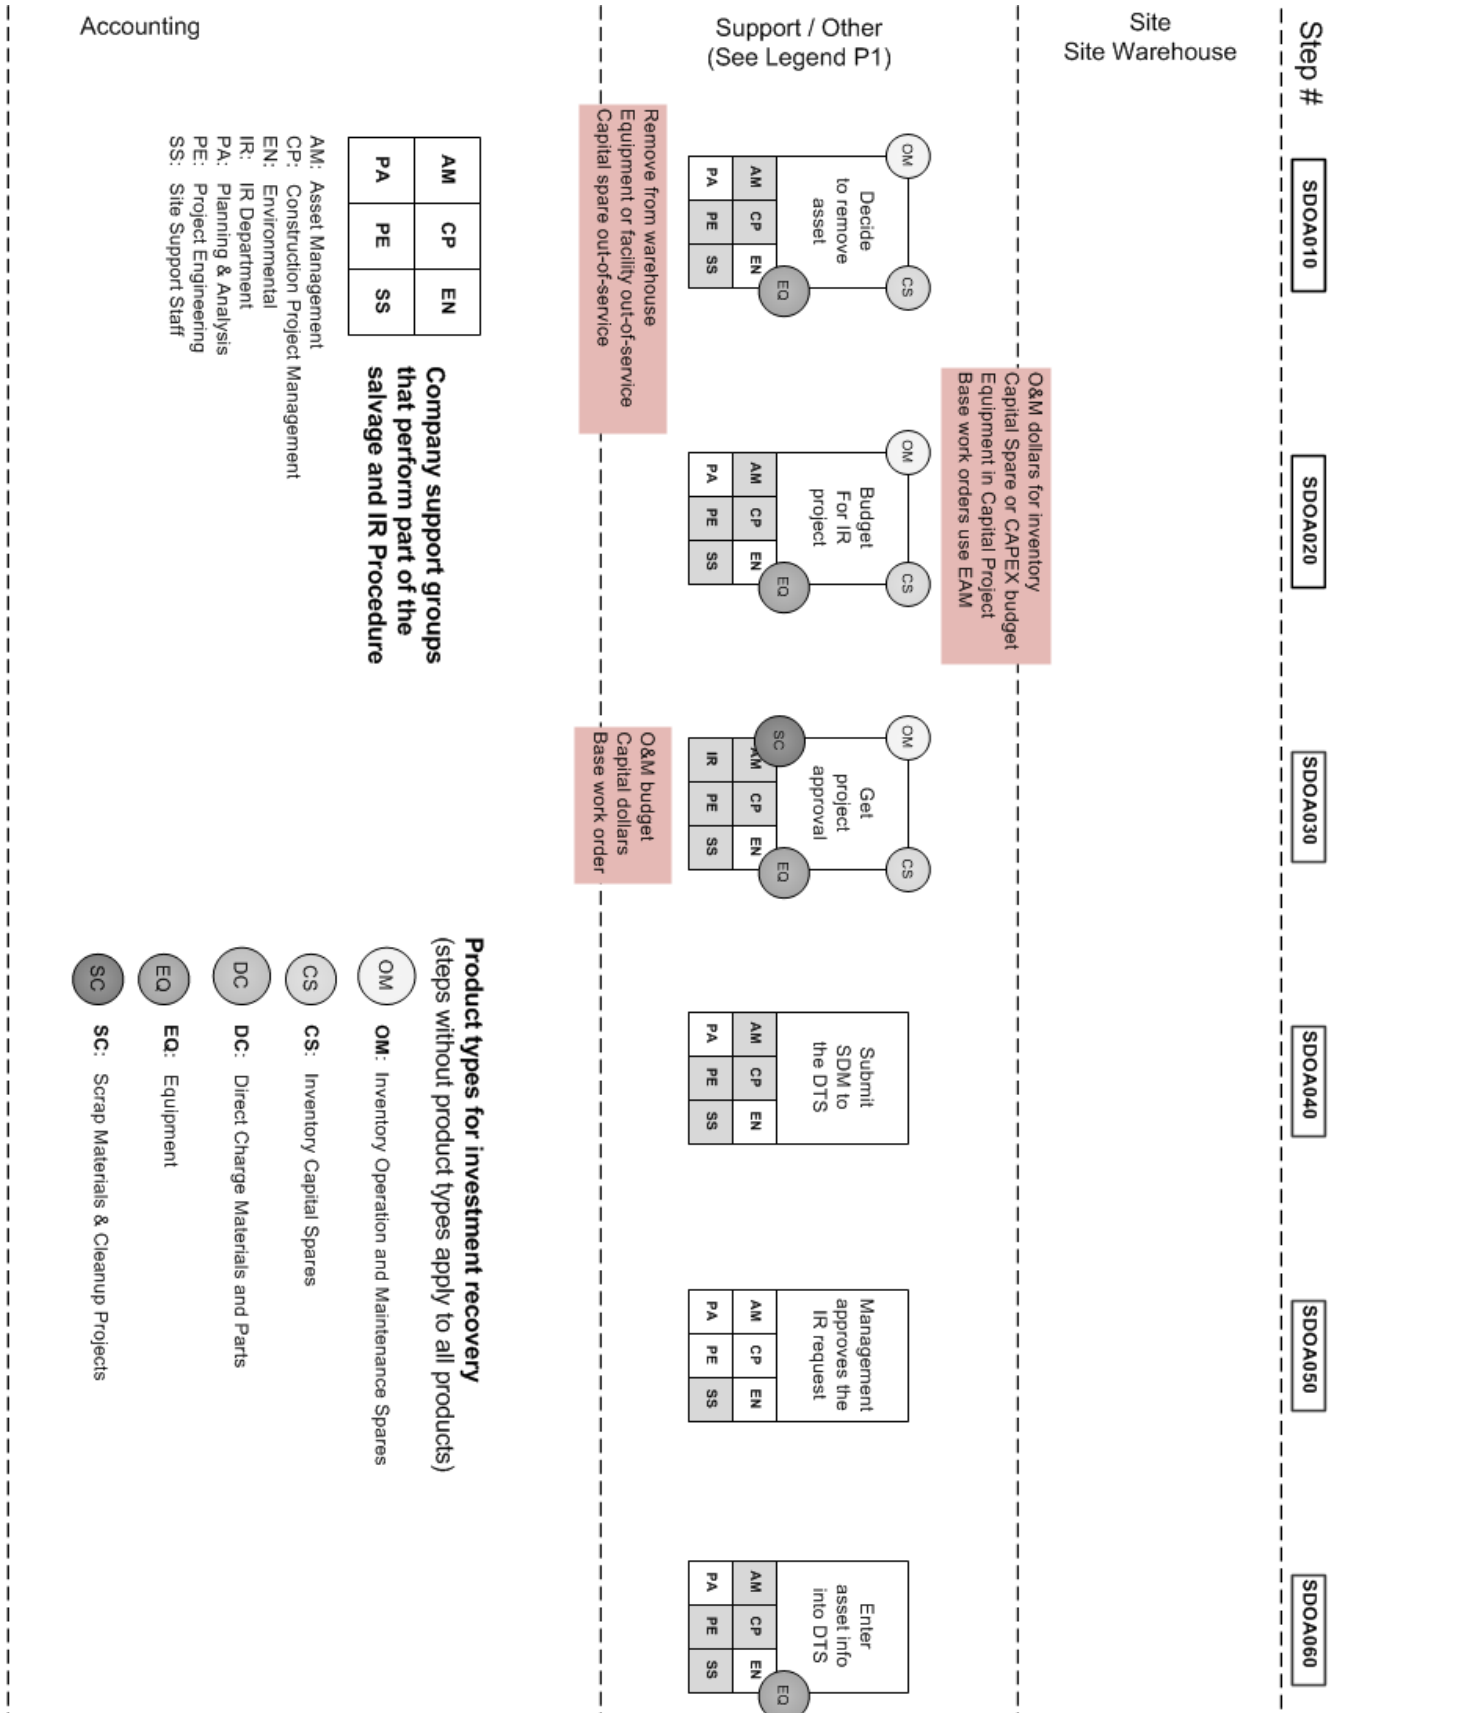 Accounting
Support / Other
(See Legend P1)
Site
Site Warehouse
Step #
SDOA010
SDOA020
SDOA030
SDOA040
SDOA050
SDOA060
O&M dollars for inventory
Capital Spare or CAPEX budget
Equipment in Capital Project
Base work orders use EAM
OM
CS
Decide
to remove
asset
EQ
AM
CP
EN
PA
PE
SS
OM
CS
Budget
For IR
project
EQ
AM
CP
EN
PA
PE
SS
OM
CS
Get
project
approval
SC
EQ
AM
CP
EN
IR
PE
SS
Submit
SDM to
the DTS
AM
CP
EN
PA
PE
SS
Management
approves the
IR request
AM
CP
EN
PA
PE
SS
Enter
asset info
into DTS
EQ
AM
CP
EN
PA
PE
SS
Remove from warehouse
Equipment or facility out-of-service
Capital spare out-of-service
O&M budget
Capital dollars
Base work order
AM
CP
EN
PA
PE
SS
Company support groups
that perform part of the
salvage and IR Procedure
AM: Asset Management
CP: Construction Project Management
EN: Environmental
IR: IR Department
PA: Planning & Analysis
PE: Project Engineering
SS: Site Support Staff
Product types for investment recovery
(steps without product types apply to all products)
OM OM: Inventory Operation and Maintenance Spares
CS CS: Inventory Capital Spares
DC DC: Direct Charge Materials and Parts
EQ EQ: Equipment
SC SC: Scrap Materials & Cleanup Projects